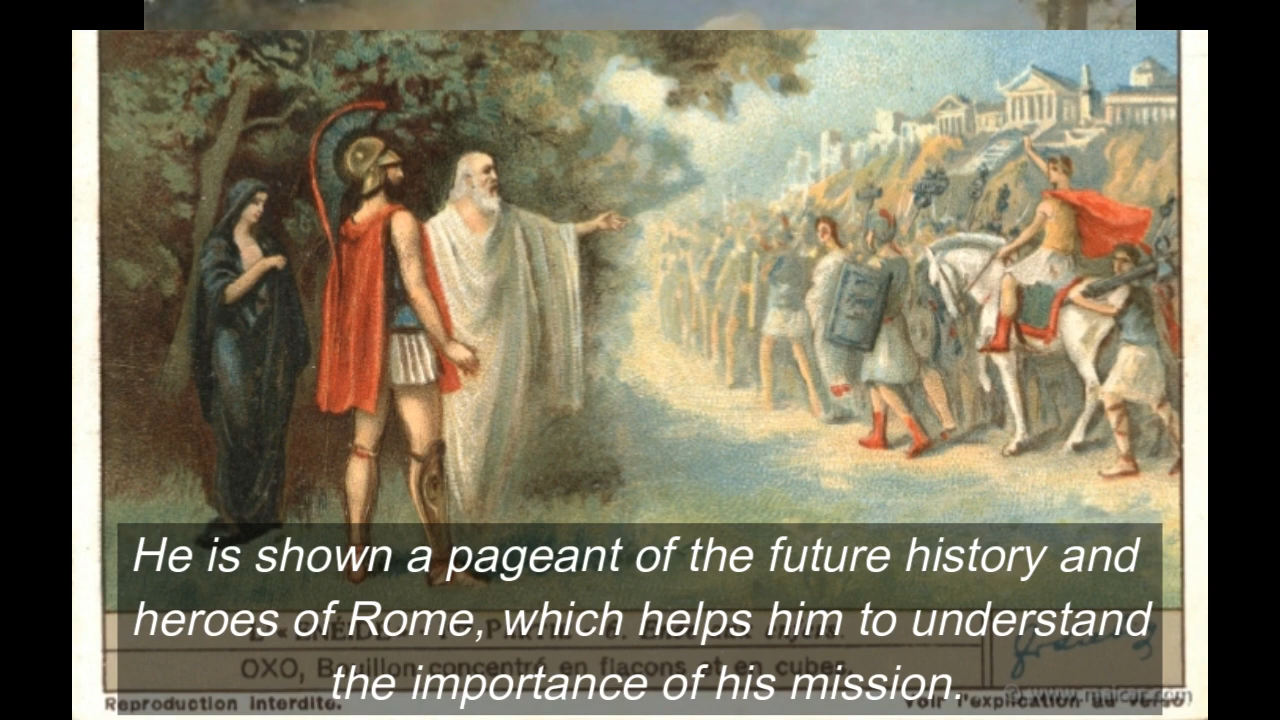 He is shown a pageant of the future history and
heroes of Rome, which helps him to understand
the importance of his mission.
OXO, Bouillon concentré en flacons et en cubes.
Reproduction interdite.
Voir l'explication au verso